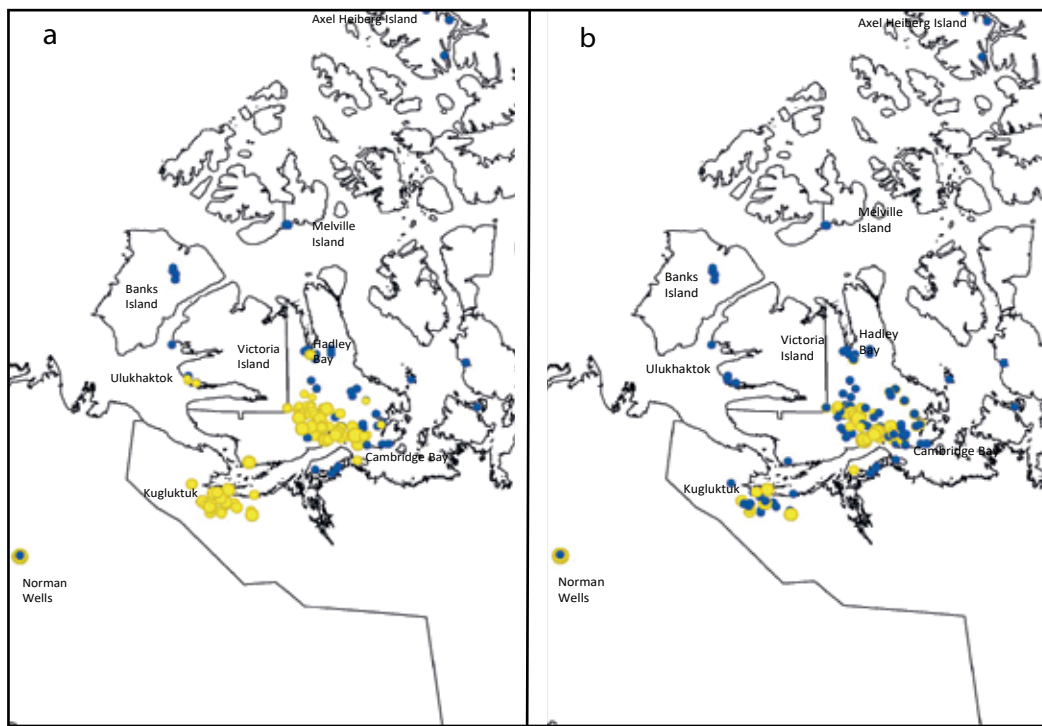 a
Axel Heiberg Island
Melville
Island
Banks
Island
Victoria
Island
Hadley
Bay
Ulukhaktok
Cambridge Bay
Kugluktuk
Norman
Wells
b
Axel Heiberg Island
Melville
Island
Banks
Island
Victoria
Island
Hadley
Bay
Ulukhaktok
Cambridge Bay
Kugluktuk
Norman
Wells